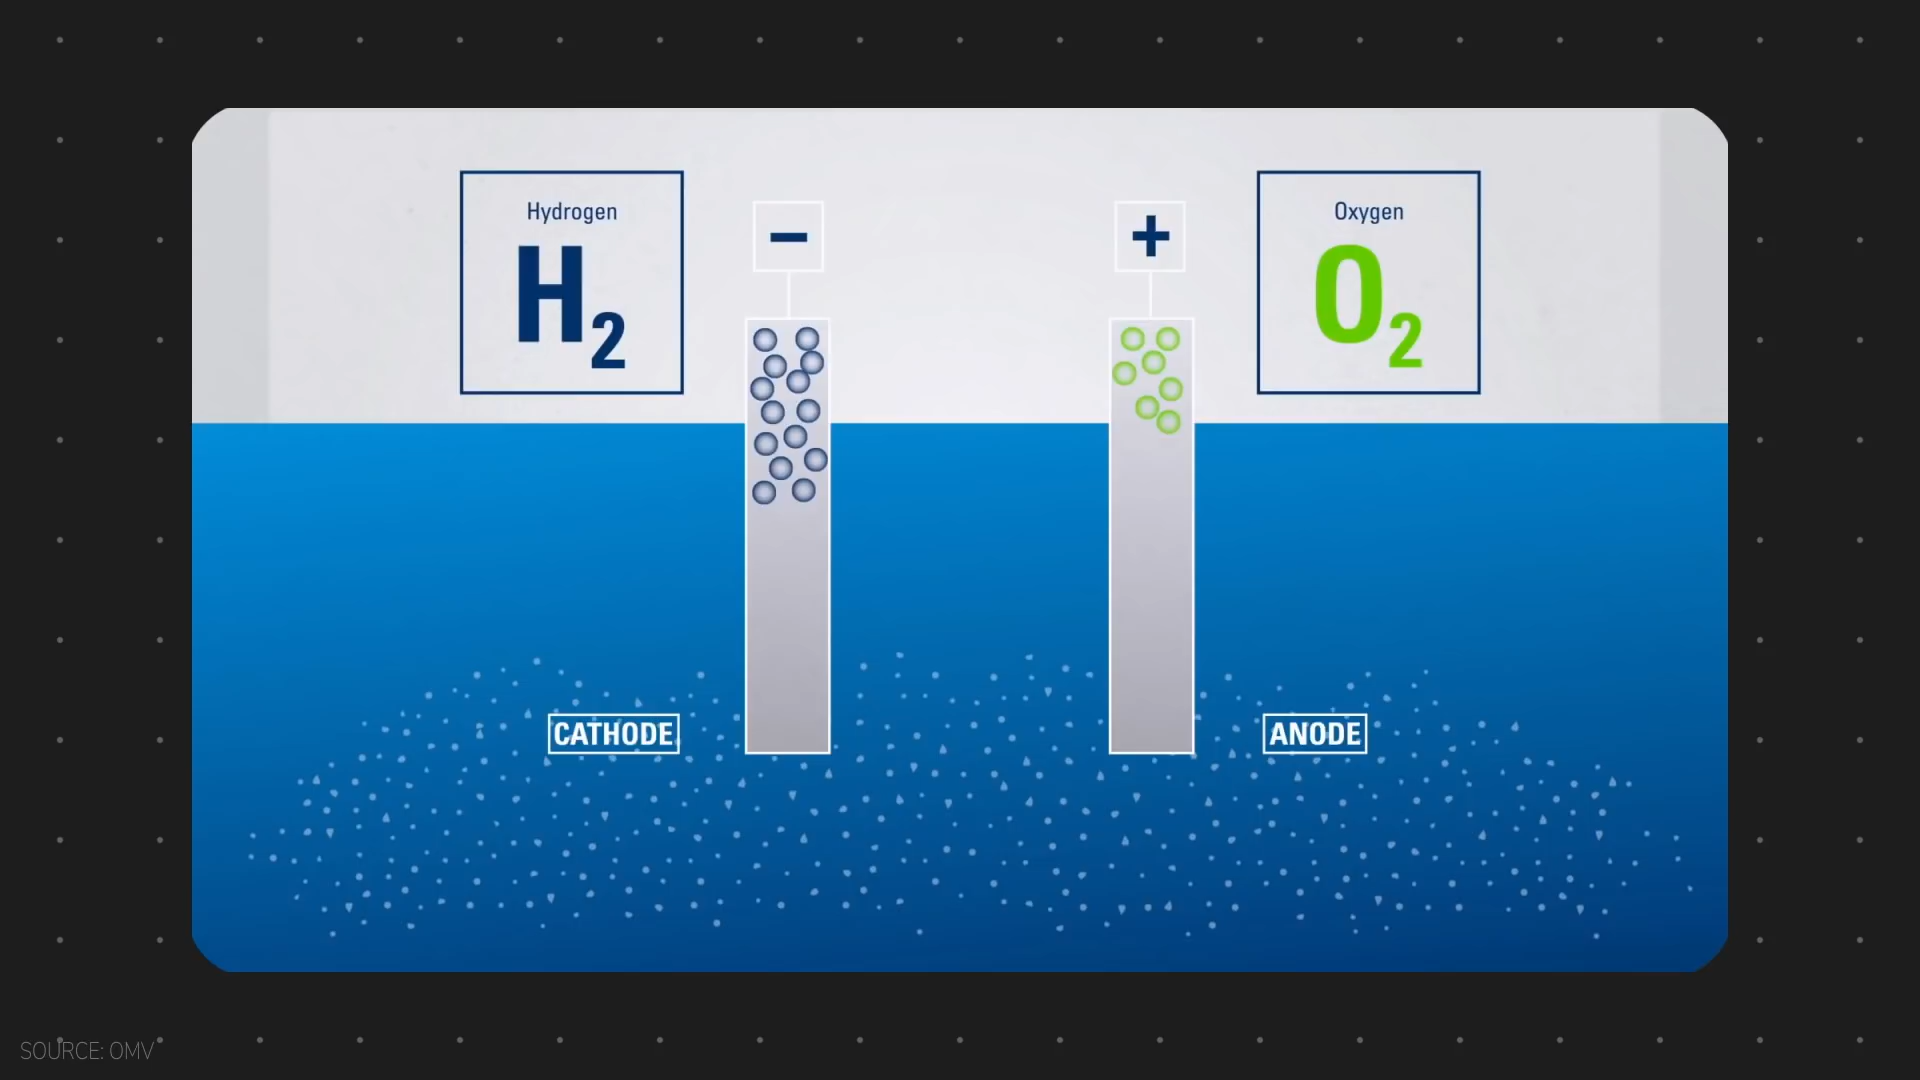 Hydrogen
H2
−
+
Oxygen
O2
CATHODE
ANODE
SOURCE: OMV